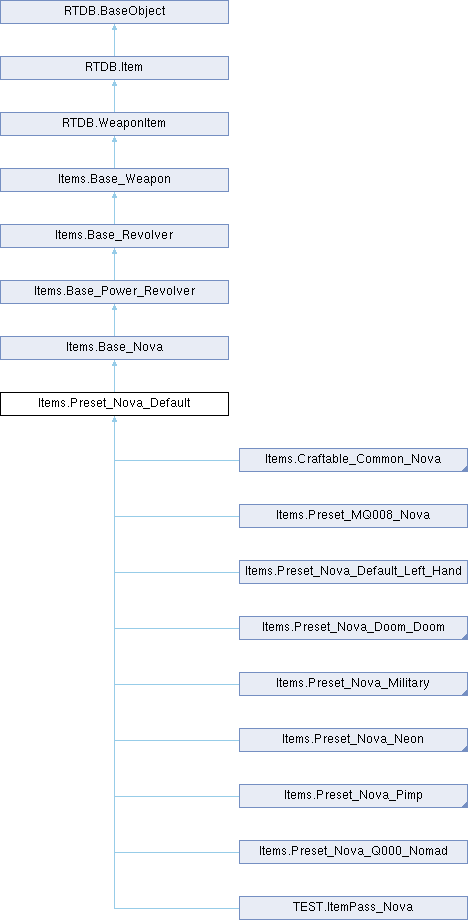 RTDB.BaseObject
RTDB.Item
RTDB.WeaponItem
Items.Base_Weapon
Items.Base_Revolver
Items.Base_Power_Revolver
Items.Base_Nova
Items.Preset_Nova_Default
Items.Craftable_Common_Nova
Items.Preset_MQ008_Nova
Items.Preset_Nova_Default_Left_Hand
Items.Preset_Nova_Doom_Doom
Items.Preset_Nova_Military
Items.Preset_Nova_Neon
Items.Preset_Nova_Pimp
Items.Preset_Nova_Q000_Nomad
TEST.ItemPass_Nova